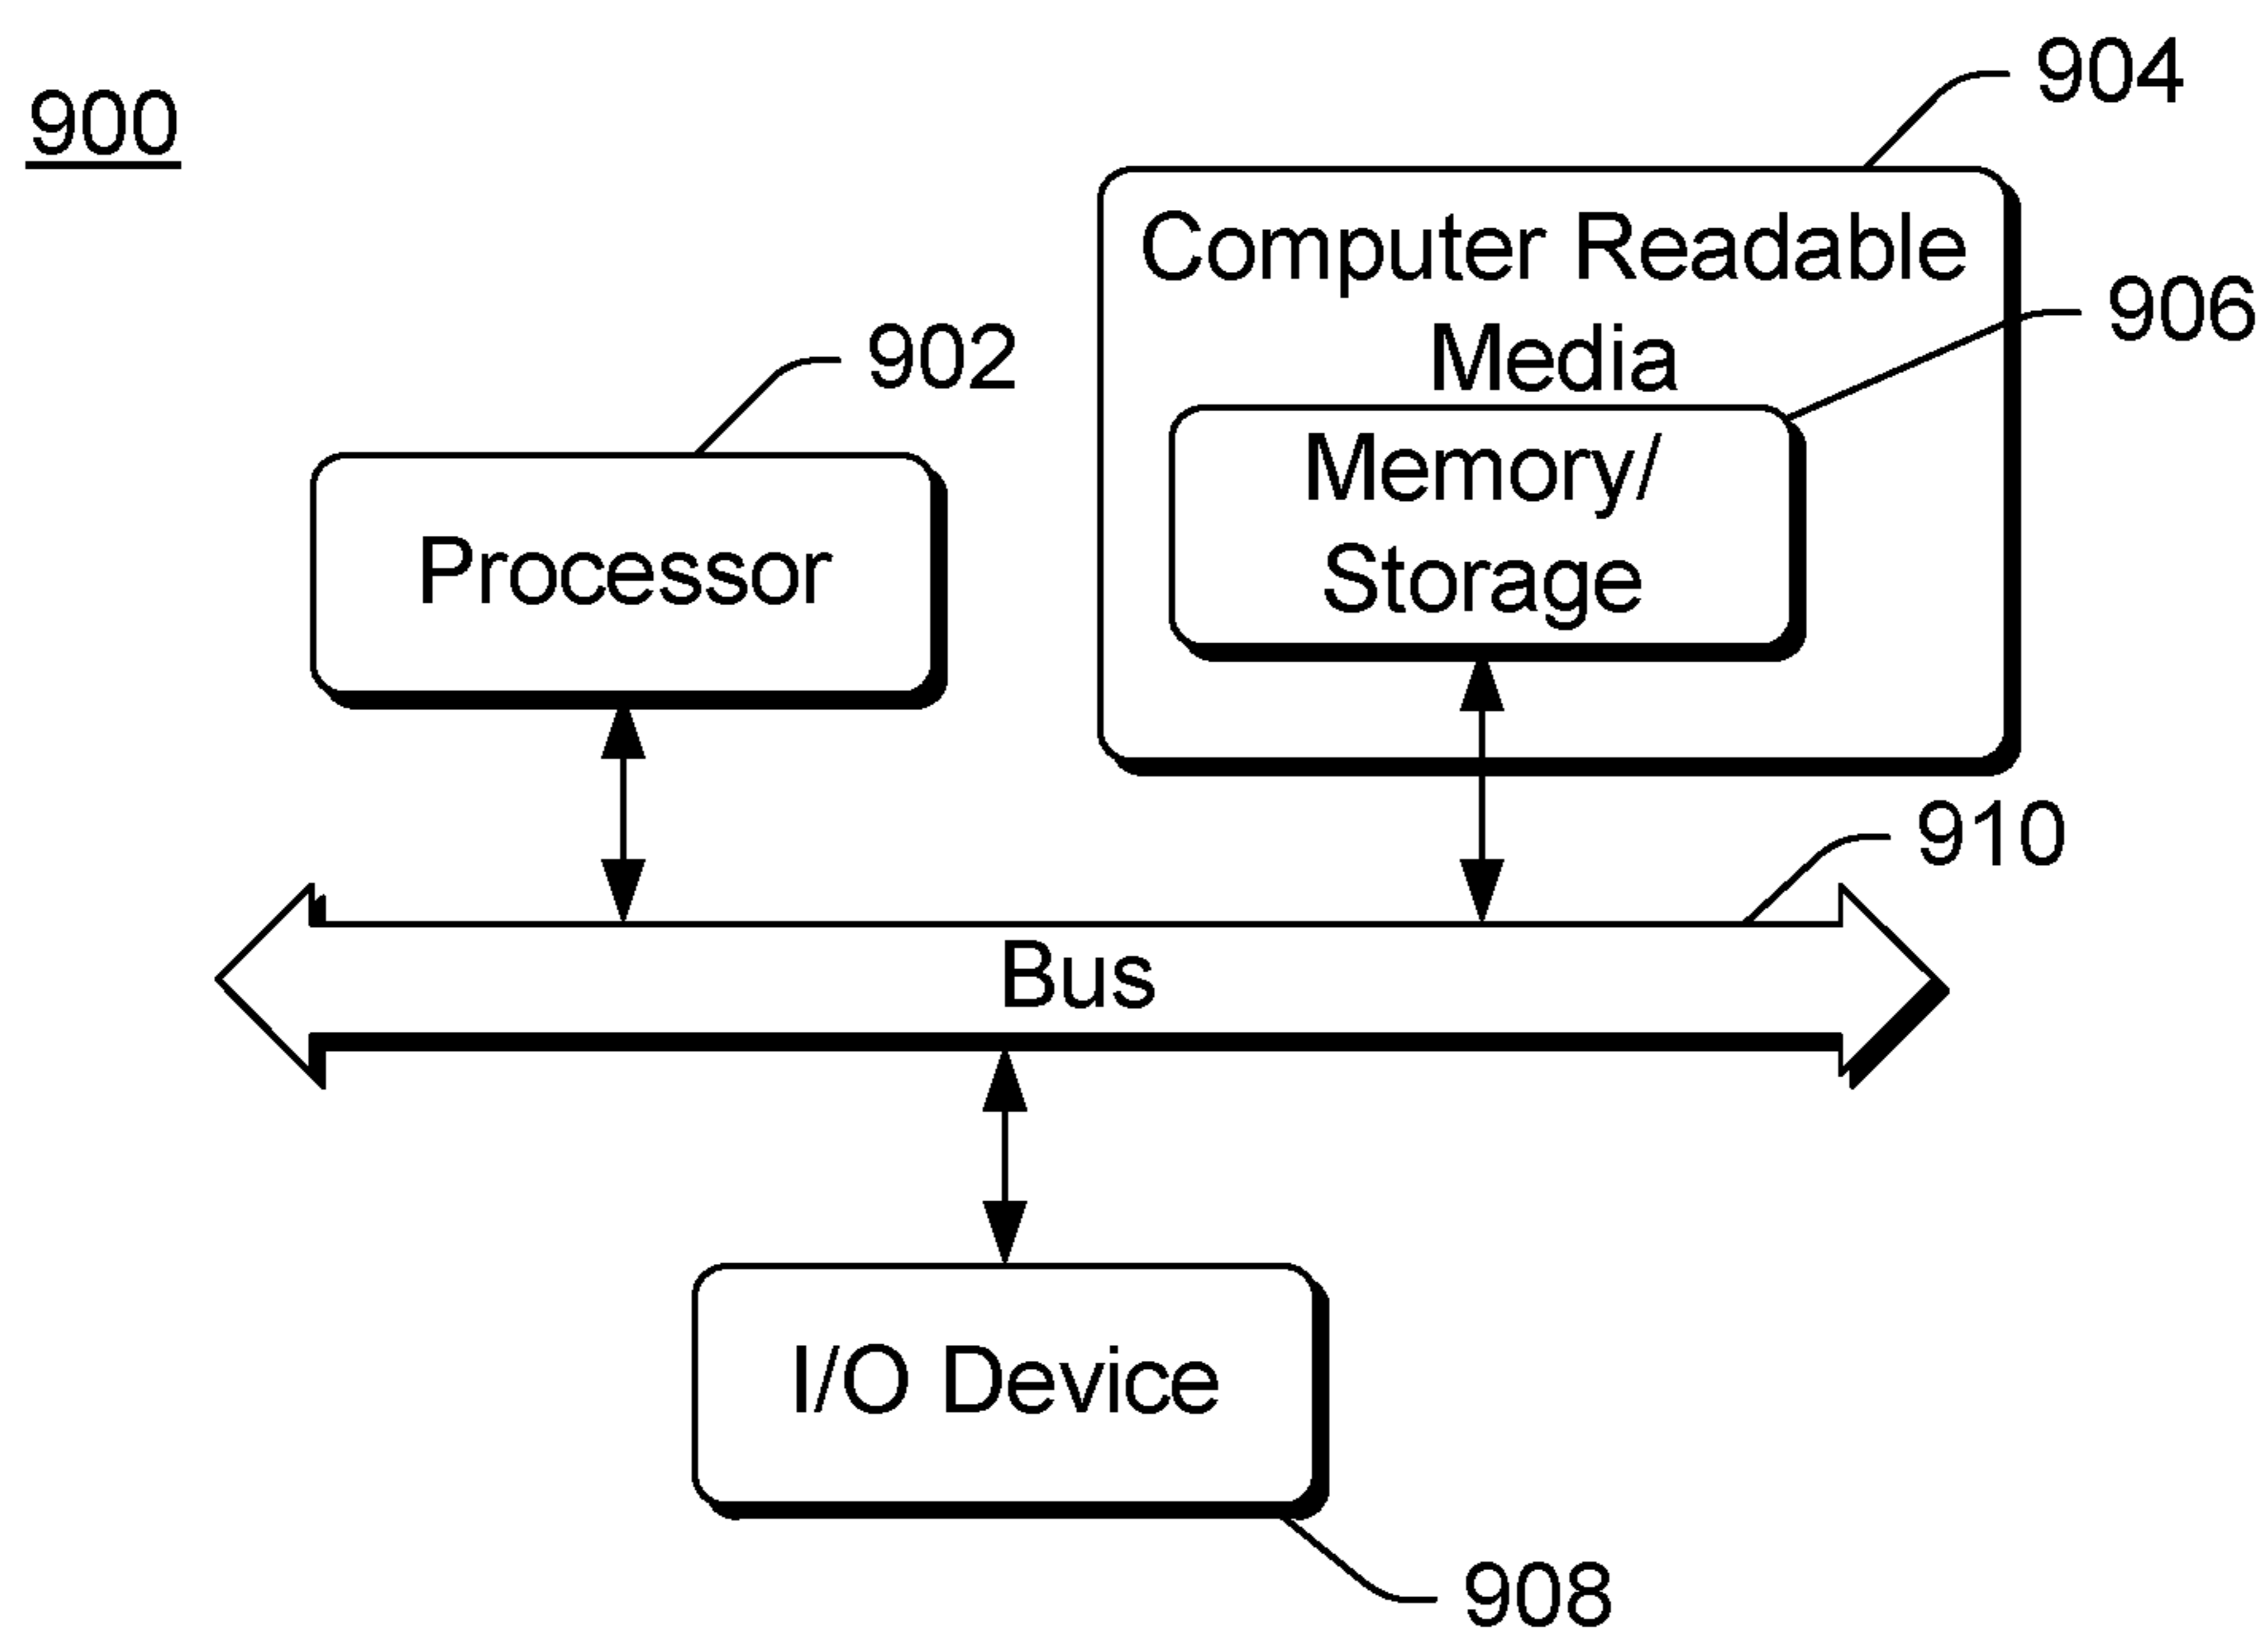 900
904
Computer Readable
Media
906
Memory/
Storage
902
Processor
910
Bus
I/O Device
908